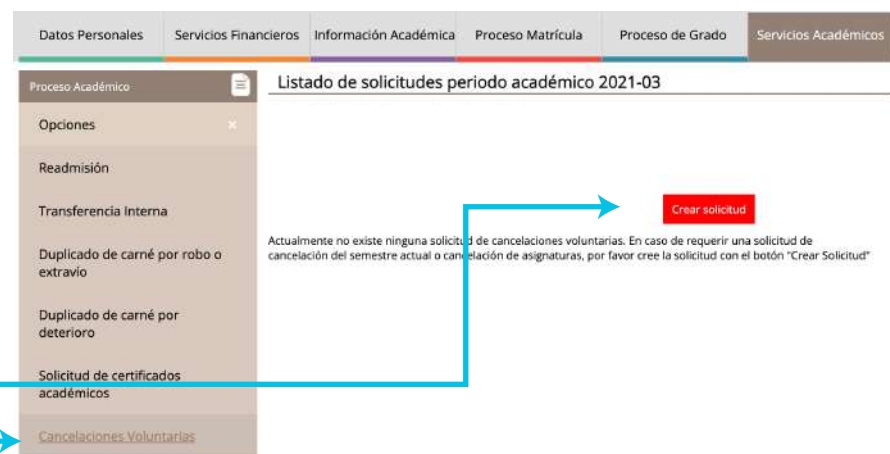 Datos Personales Servicios Financieros Información Académica Proceso Matrícula Proceso de Grado Servicios Académicos
Proceso Académico
Opciones ×
Readmisión
Transferencia Interna
Duplicado de carné por robo o
extravio
Duplicado de carné por
deterioro
Solicitud de certificados
académicos
Cancelaciones Voluntarias
Listado de solicitudes periodo académico 2021-03
Crear solicitud
Actualmente no existe ninguna solicitud de cancelaciones voluntarias. En caso de requerir una solicitud de
cancelación del semestre actual o cancelación de asignaturas, por favor cree la solicitud con el botón "Crear Solicitud"